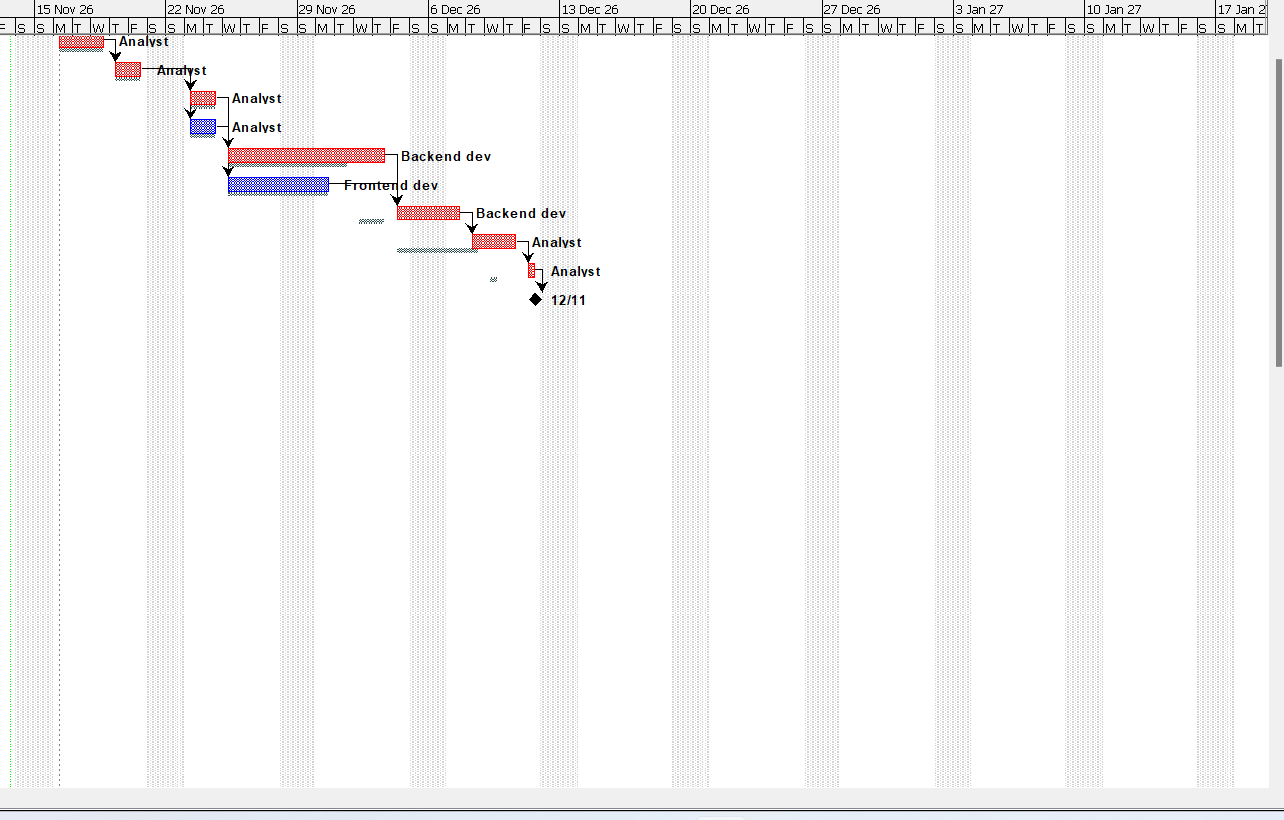 15 Nov 26 22 Nov 26 29 Nov 26 6 Dec 26 13 Dec 26 20 Dec 26 27 Dec 26 3 Jan 27 10 Jan 27 17 Jan 2
F S S M T W T F S S M T W T F S S M T W T F S S M T W T F S S M T W T F S S M T W T F S S M T W T F S S M T W T F S S M T W T F S S M T
Analyst
Analyst
Analyst
Analyst
Backend dev
Frontend dev
Backend dev
Analyst
Analyst
12/11